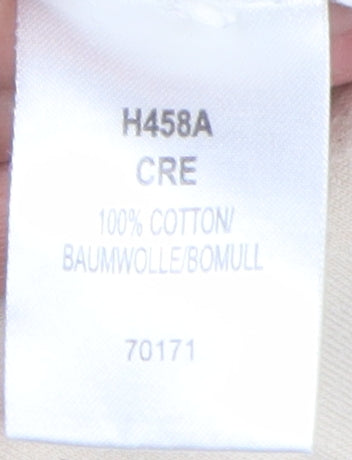 H458A
CRE
100% COTTON/
BAUMWOLLE/BOMULL
70171